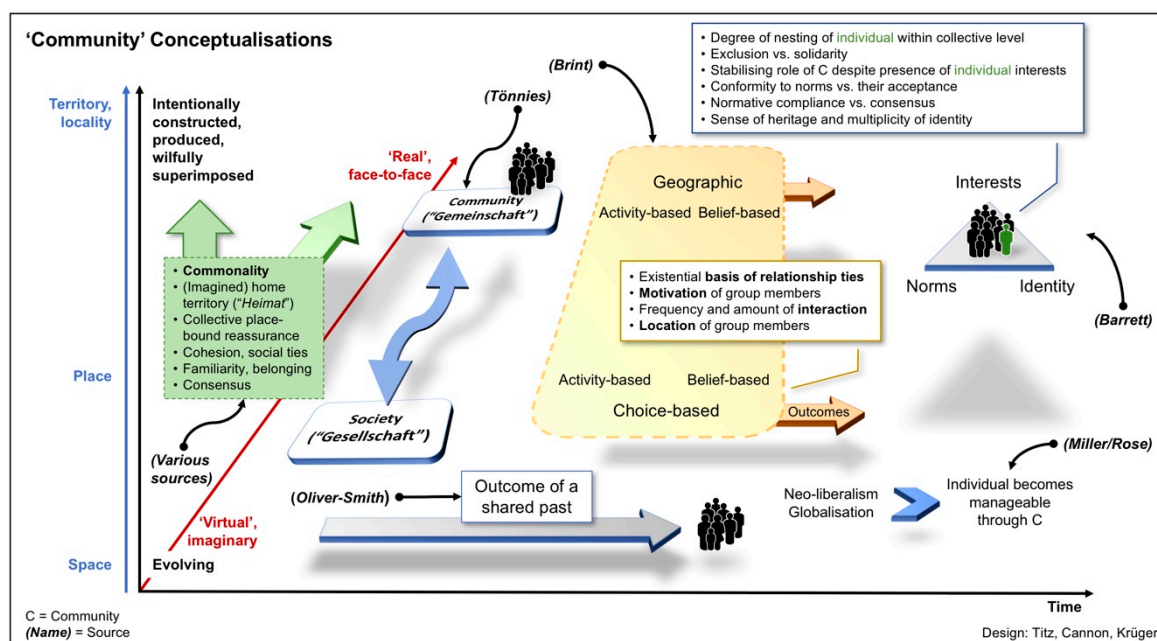 ‘Community’ Conceptualisations
Territory,
locality
Place
Space
Intentionally
constructed,
produced,
wilfully
superimposed
Evolving
‘Real’,
face-to-face
‘Virtual’,
imaginary
• Commonality
• (Imagined) home
territory (“Heimat”)
• Collective place-
bound reassurance
• Cohesion, social ties
• Familiarity, belonging
• Consensus
(Various
sources)
(Tönnies)
Community
(“Gemeinschaft”)
Society
(“Gesellschaft”)
(Oliver-Smith)
Outcome of a
shared past
(Brint)
Geographic
Activity-based Belief-based
• Existential basis of relationship ties
• Motivation of group members
• Frequency and amount of interaction
• Location of group members
Activity-based Belief-based
Choice-based
Outcomes
• Degree of nesting of individual within collective level
• Exclusion vs. solidarity
• Stabilising role of C despite presence of individual interests
• Conformity to norms vs. their acceptance
• Normative compliance vs. consensus
• Sense of heritage and multiplicity of identity
Interests
Norms Identity
(Barrett)
(Miller/Rose)
Neo-liberalism
Globalisation
Individual becomes
manageable
through C
Time
C = Community
(Name) = Source
Design: Titz, Cannon, Krüger